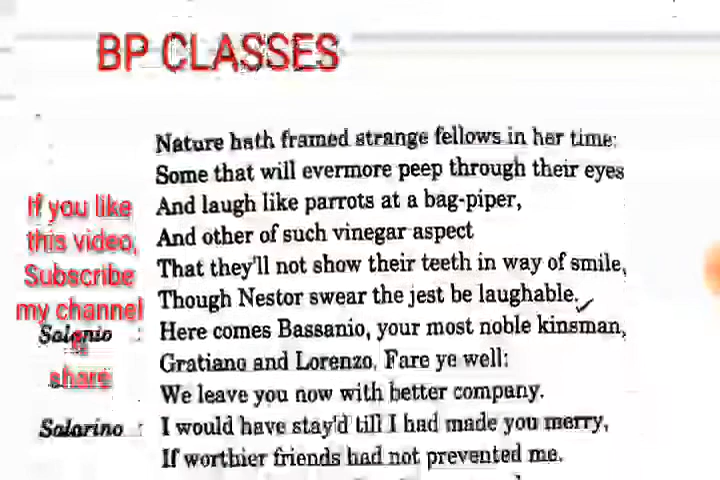 BP CLASSES
Nature hath framed strange fellows in her time:
Some that will evermore peep through their eyes
And laugh like parrots at a bag-piper,
And other of such vinegar aspect
That they'll not show their teeth in way of smile,
Though Nestor swear the jest be laughable.
If you like
this video,
Subscribe
my channel
&
share
Salanio : Here comes Bassanio, your most noble kinsman,
Gratiano and Lorenzo. Fare ye well:
We leave you now with better company.
Salarino : I would have stay'd till I had made you merry,
If worthier friends had not prevented me.